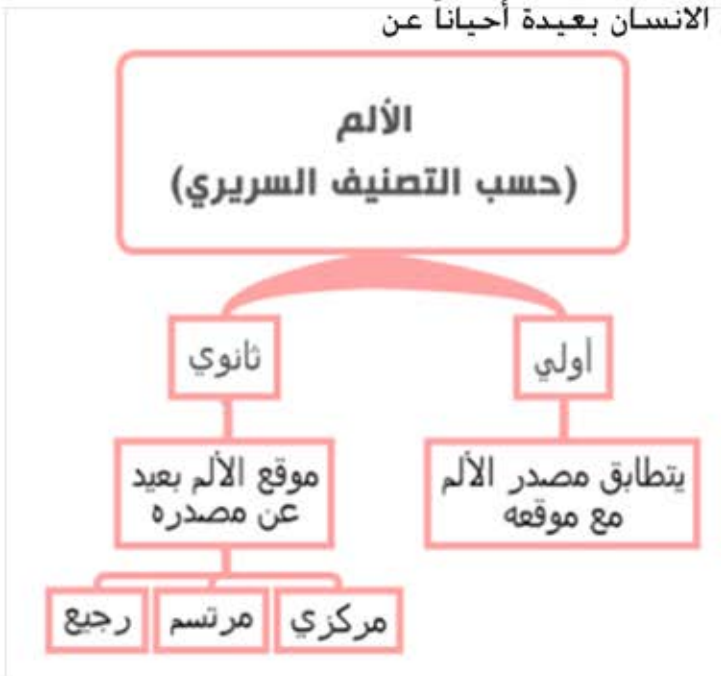 الانسان بعيدة أحياناً عن
الألم
(حسب التصنيف السريري)
أولي
ثانوي
يتطابق مصدر الألم
مع موقعه
موقع الألم بعيد
عن مصدره
مركزي
مرتسم
رجيع